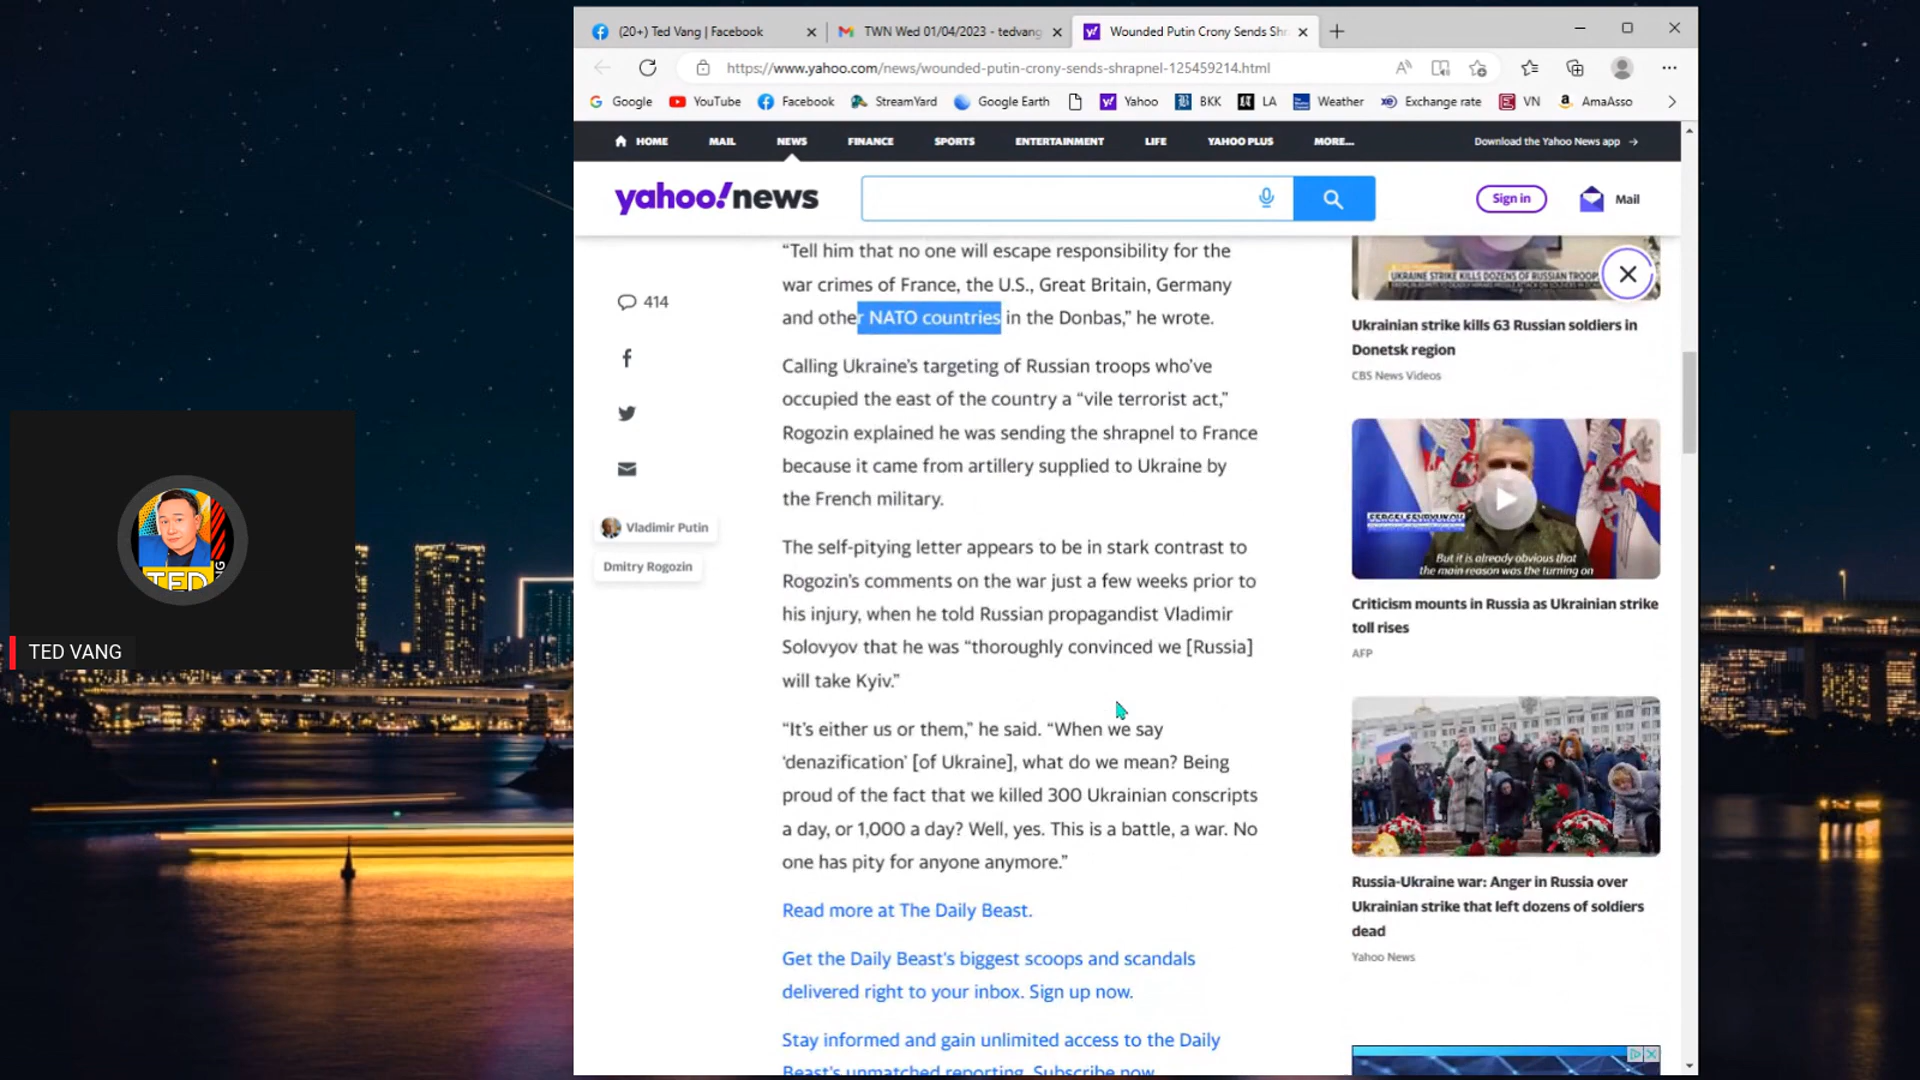 (20+) Ted Vang | Facebook
TWN Wed 01/04/2023 - tedvang
Wounded Putin Crony Sends Shr
https://www.yahoo.com/news/wounded-putin-crony-sends-shrapnel-125459214.html
Google YouTube Facebook StreamYard Google Earth Yahoo BKK LA Weather Exchange rate VN AmaAsso
HOME MAIL NEWS FINANCE SPORTS ENTERTAINMENT LIFE YAHOO PLUS MORE... Download the Yahoo News app →
yahoo!news
Sign in
Mail
414
Vladimir Putin
Dmitry Rogozin
“Tell him that no one will escape responsibility for the
war crimes of France, the U.S., Great Britain, Germany
and other NATO countries in the Donbas,” he wrote.
Calling Ukraine’s targeting of Russian troops who’ve
occupied the east of the country a “vile terrorist act,”
Rogozin explained he was sending the shrapnel to France
because it came from artillery supplied to Ukraine by
the French military.
The self-pitying letter appears to be in stark contrast to
Rogozin’s comments on the war just a few weeks prior to
his injury, when he told Russian propagandist Vladimir
Solovyov that he was “thoroughly convinced we [Russia]
will take Kyiv.”
“It’s either us or them,” he said. “When we say
‘denazification’ [of Ukraine], what do we mean? Being
proud of the fact that we killed 300 Ukrainian conscripts
a day, or 1,000 a day? Well, yes. This is a battle, a war. No
one has pity for anyone anymore.”
Read more at The Daily Beast.
Get the Daily Beast's biggest scoops and scandals
delivered right to your inbox. Sign up now.
Stay informed and gain unlimited access to the Daily
Beast's unmatched reporting. Subscribe now.
UKRAINE STRIKE KILLS DOZENS OF RUSSIAN TROOPS
Ukrainian strike kills 63 Russian soldiers in
Donetsk region
CBS News Videos
But it is already obvious that
the main reason was the turning on
Criticism mounts in Russia as Ukrainian strike
toll rises
AFP
Russia-Ukraine war: Anger in Russia over
Ukrainian strike that left dozens of soldiers
dead
Yahoo News
TED
TED VANG